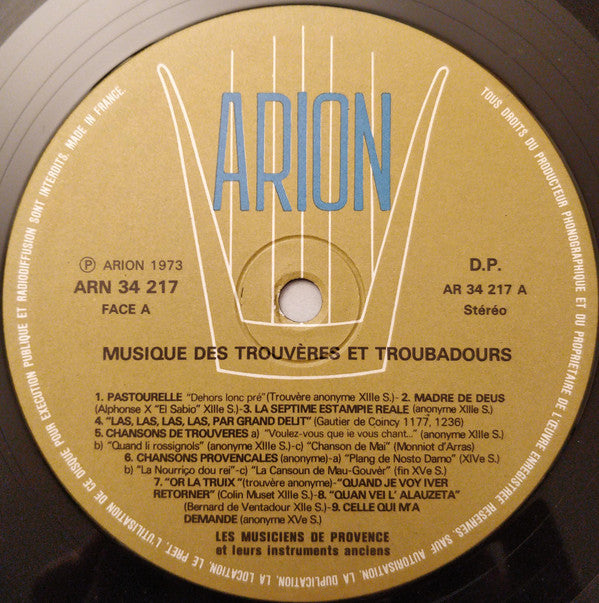 ARION
℗ ARION 1973
ARN 34 217
FACE A
D.P.
AR 34 217 A
Stéréo
MUSIQUE DES TROUVÈRES ET TROUBADOURS
1. PASTOURELLE "Dehors lonc pré"(Trouvère anonyme XIIIe S.)- 2. MADRE DE DEUS
(Alphonse X "El Sabio" XIIIe S.)-3. LA SEPTIME ESTAMPIE REALE (anonyme XIIIe S.)
4. "LAS, LAS, LAS, LAS, PAR GRAND DELIT" (Gautier de Coincy 1177, 1236)
5. CHANSONS DE TROUVERES a) "Voulez-vous que ie vous chant..." (anonyme XIIIe S.)
b) "Quand li rossignols" (anonyme XIIIe S.)-c) "Chanson de Mai" (Monniot d'Arras)
6. CHANSONS PROVENCALES-a) "Plang de Nosto Damo" (XIVe S.)
b) "La Nourriço dou rei"-c) "La Cansoun de Mau-Gouvèr" (fin XVe S.)
7. "OR LA TRUIX" (trouvère anonyme)-"QUAND JE VOY IVER
RETORNER" (Colin Muset XIIIe S.)-8. "QUAN VEI L' ALAUZETA"
(Bernard de Ventadour XIIe S.)-9. CELLE QUI M'A
DEMANDE (anonyme XVe S.)
LES MUSICIENS DE PROVENCE
et leurs instruments anciens
TOUS DROITS DU PRODUCTEUR PHONOGRAPHIQUE ET DU PROPRIETAIRE DE L'ŒUVRE ENREGISTREE RESERVES. SAUF AUTORISATION, LA DUPLICATION, LA LOCATION, LE PRET, L'UTILISATION DE CE DISQUE POUR EXECUTION PUBLIQUE ET RADIODIFFUSION SONT INTERDITS. MADE IN FRANCE.